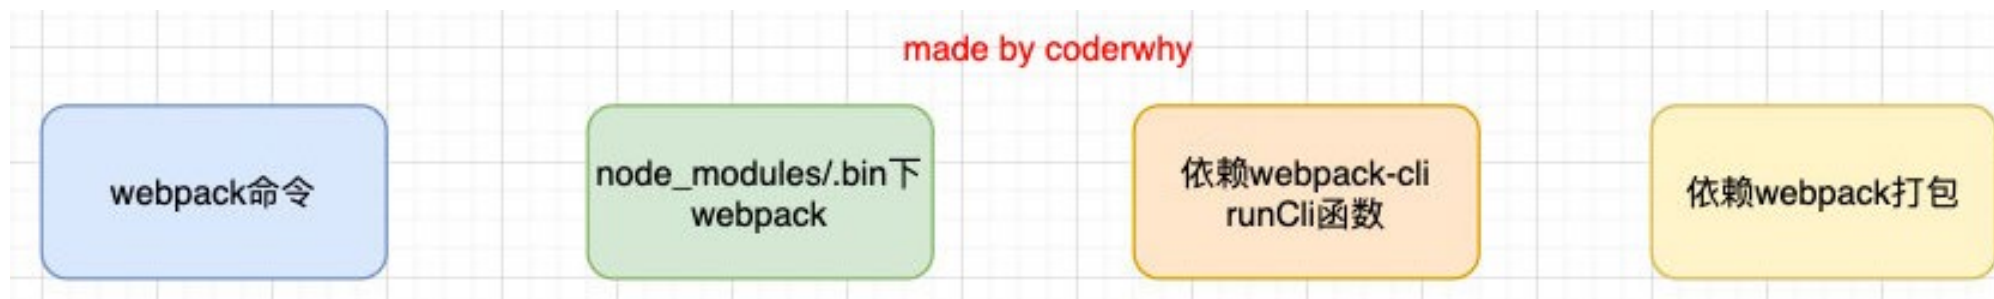 made by coderwhy
webpack命令
node_modules/.bin下
webpack
依赖webpack-cli
runCli函数
依赖webpack打包